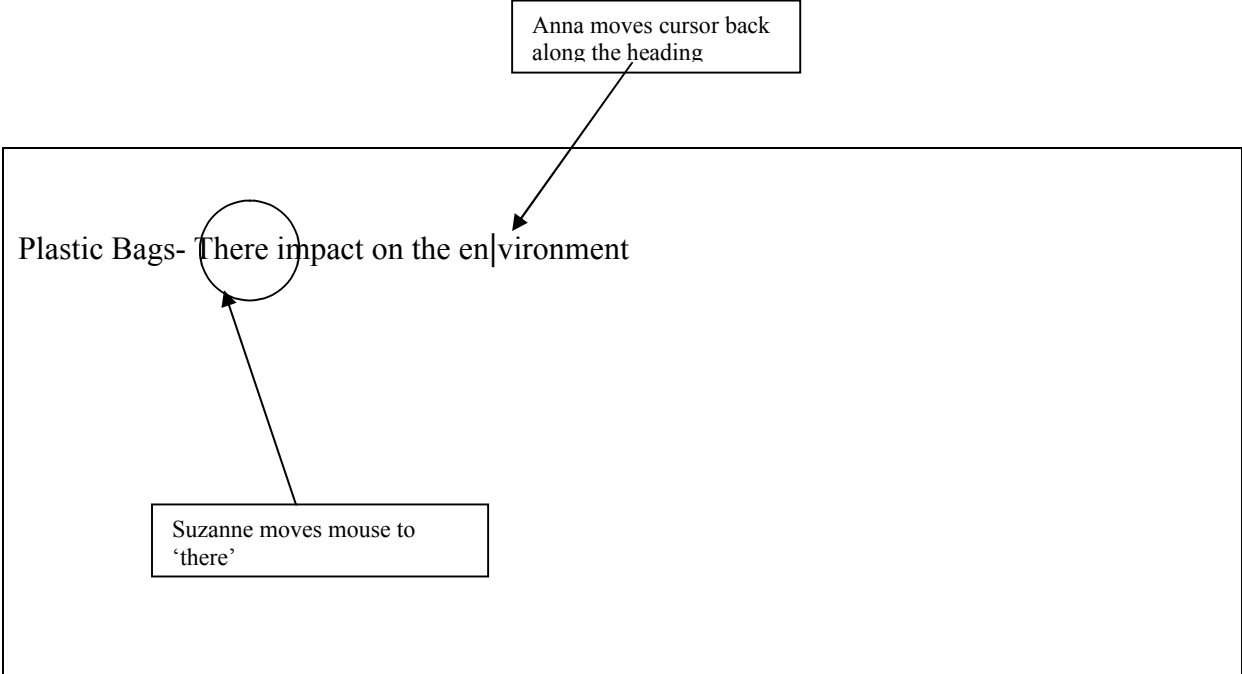 Anna moves cursor back
along the heading
Plastic Bags- There impact on the en|vironment
Suzanne moves mouse to
‘there’